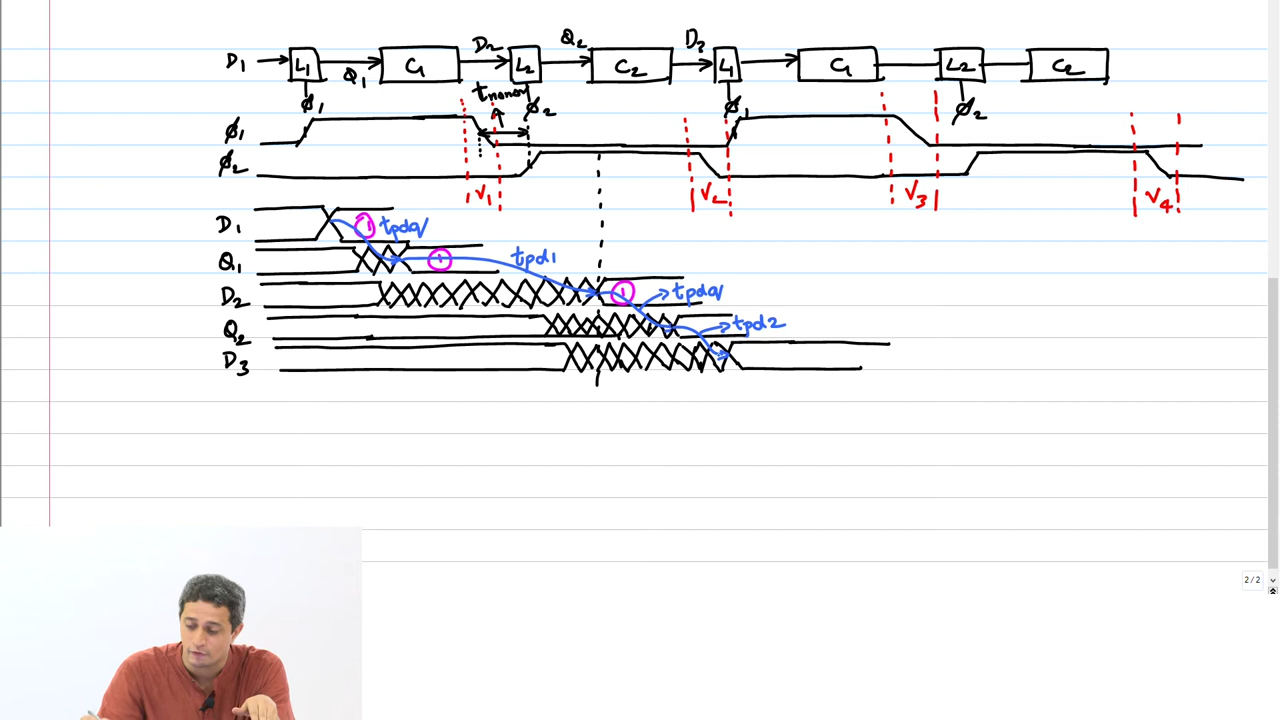 D₁ L₁ Q₁ C₁ D₂ L₂ Q₂ C₂ D₃ L₁ C₁ L₂ C₂
ϕ₁ tnonov ϕ₂ ϕ₁ ϕ₂
ϕ₁
ϕ₂
V₁ V₂ V₃ V₄
D₁ 1 tpdq
Q₁ 1 tpd1
D₂ 1 tpdq
Q₂ tpd2
D₃
2/2